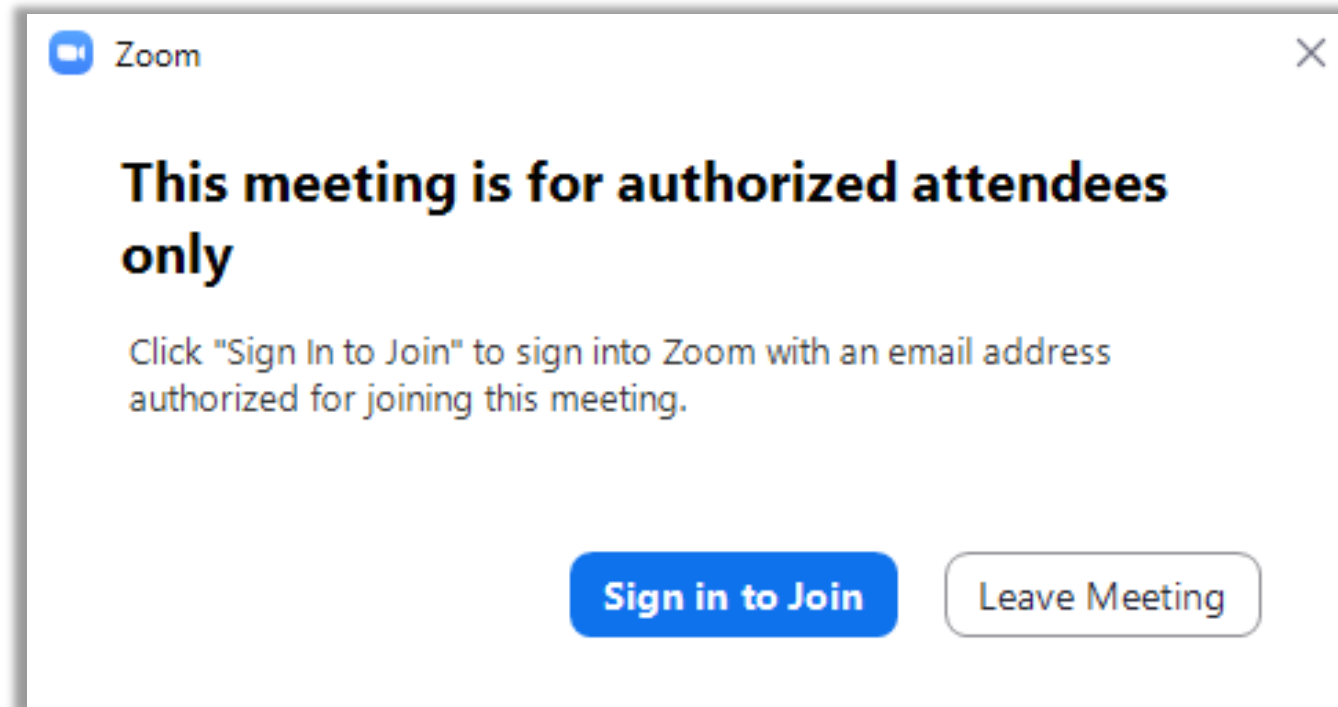 Zoom
This meeting is for authorized attendees
only
Click "Sign In to Join" to sign into Zoom with an email address
authorized for joining this meeting.
Sign in to Join
Leave Meeting